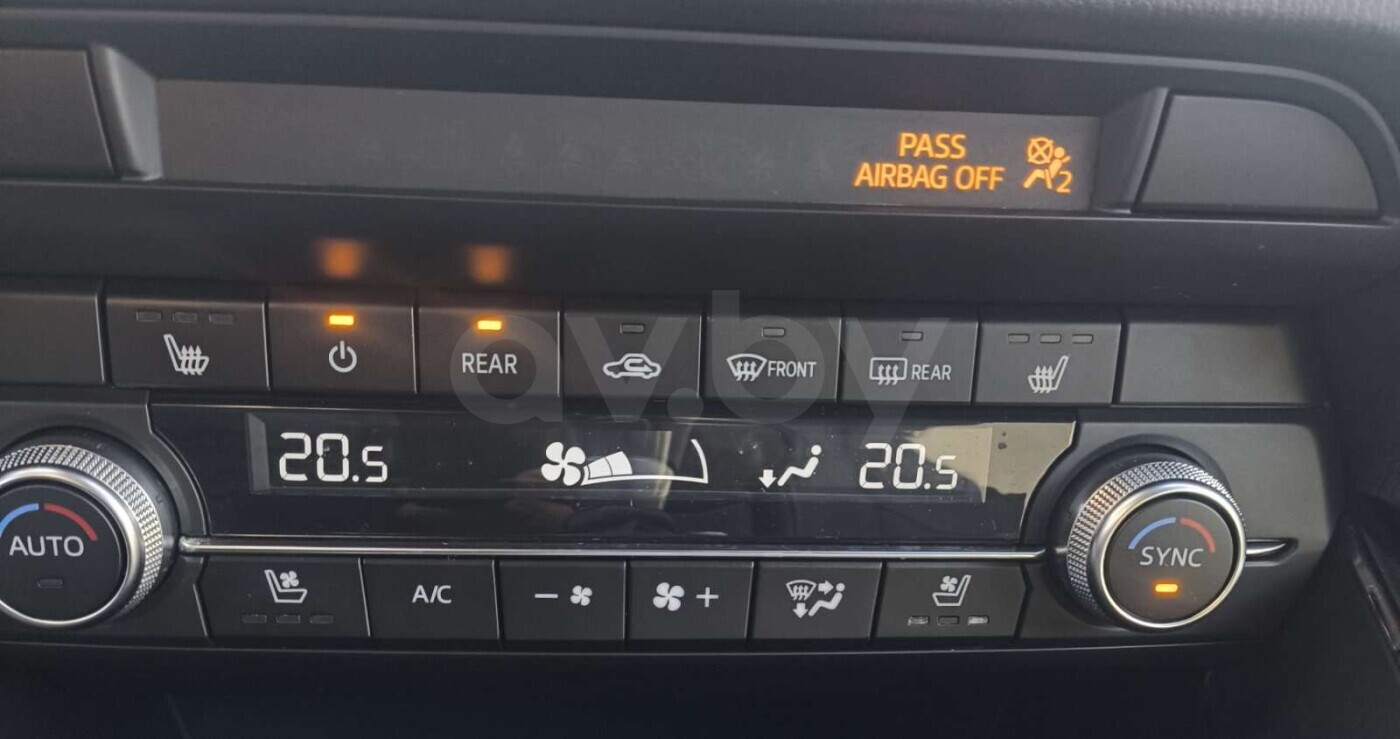 PASS
AIRBAG OFF 2
REAR
FRONT
REAR
av.by
20.5
20.5
AUTO
A/C
- +
SYNC